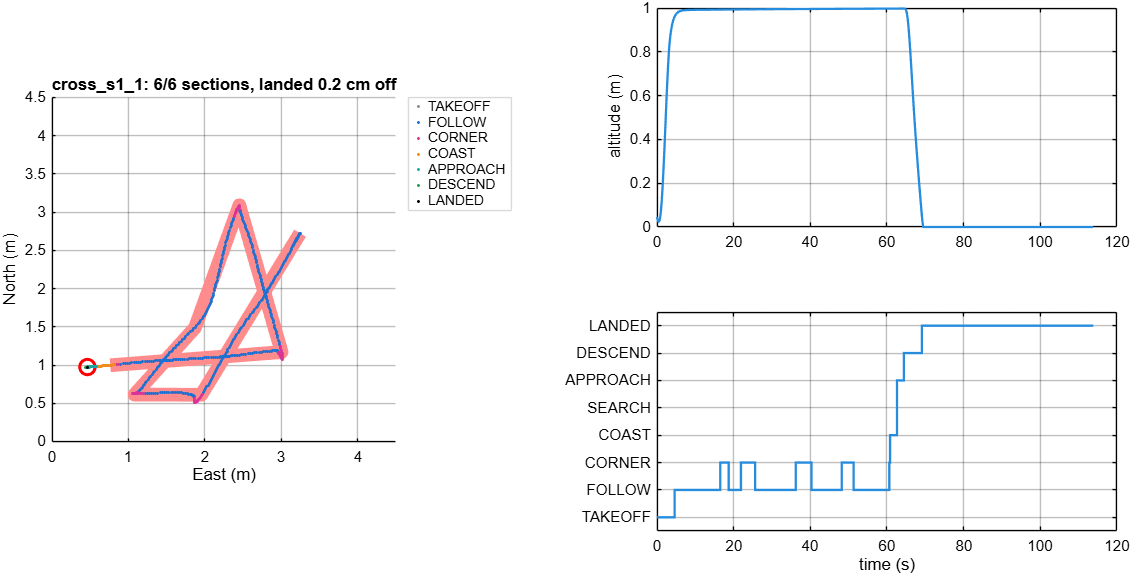 cross_s1_1: 6/6 sections, landed 0.2 cm off
4.5
4
3.5
3
2.5
2
1.5
1
0.5
0
North (m)
0 1 2 3 4
East (m)
TAKEOFF
FOLLOW
CORNER
COAST
APPROACH
DESCEND
LANDED
1
0.8
0.6
0.4
0.2
0
altitude (m)
0 20 40 60 80 100 120
LANDED
DESCEND
APPROACH
SEARCH
COAST
CORNER
FOLLOW
TAKEOFF
0 20 40 60 80 100 120
time (s)